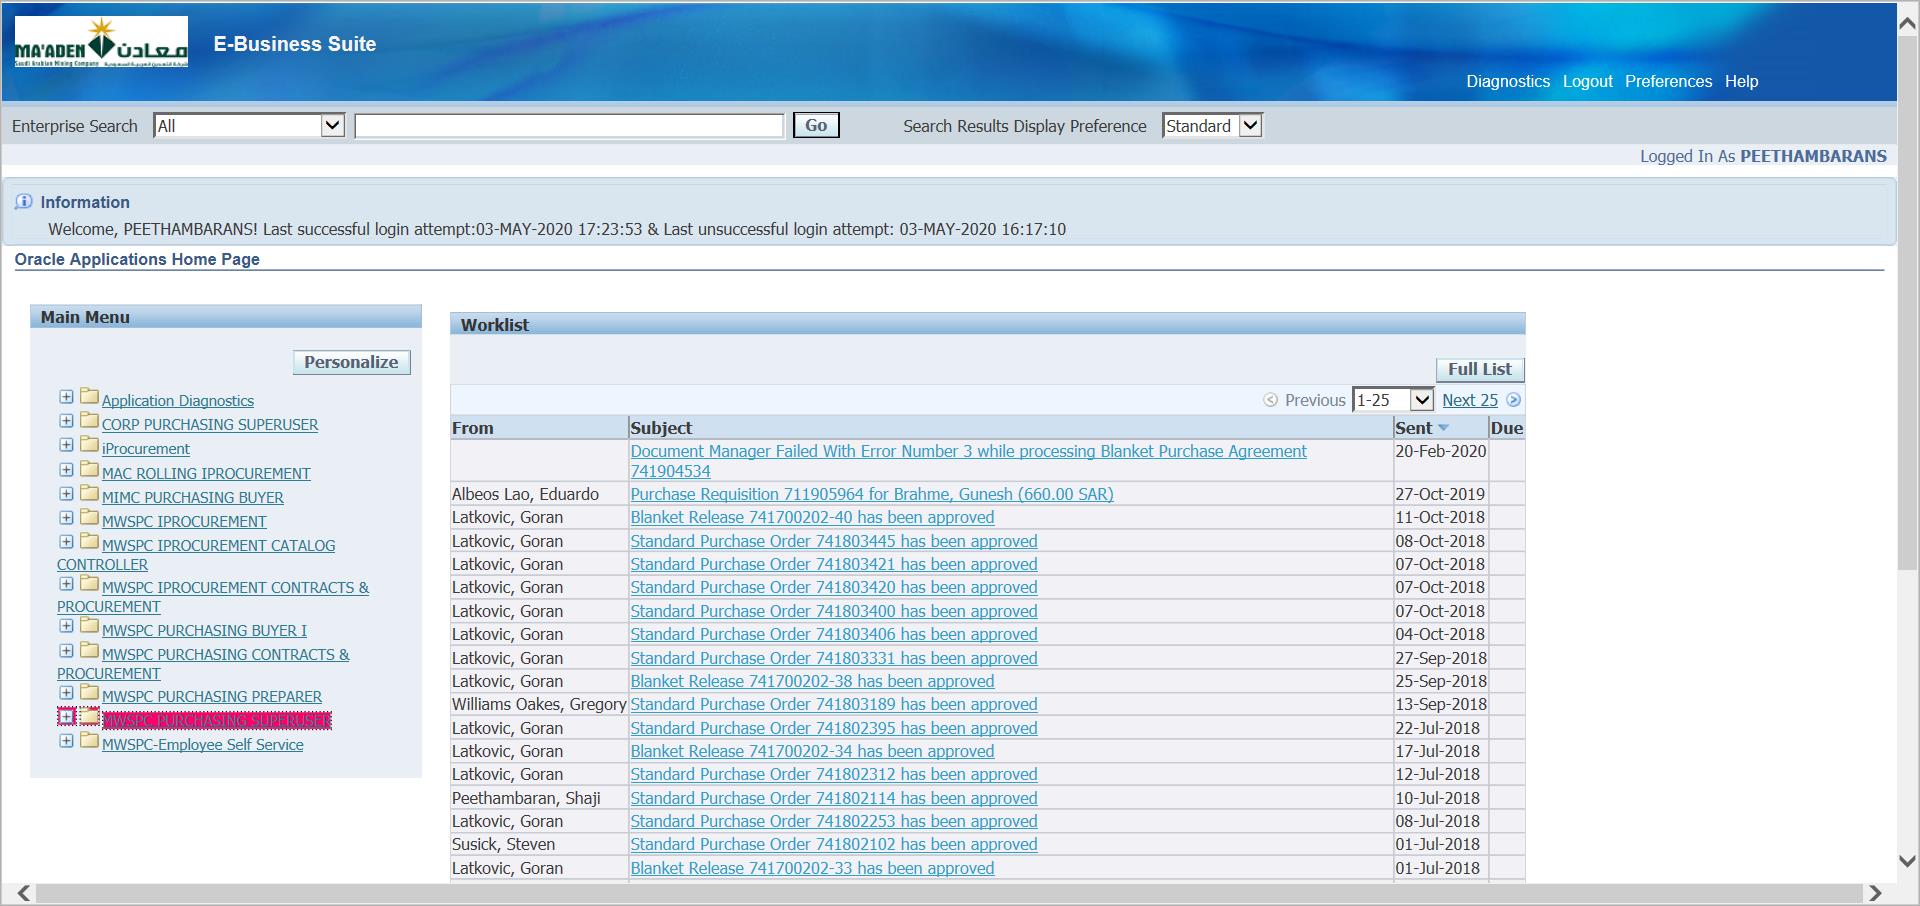 MA'ADEN معادن
Saudi Arabian Mining Company
E-Business Suite
Diagnostics Logout Preferences Help
Enterprise Search All Go Search Results Display Preference Standard
Logged In As PEETHAMBARANS
Information
Welcome, PEETHAMBARANS! Last successful login attempt:03-MAY-2020 17:23:53 & Last unsuccessful login attempt: 03-MAY-2020 16:17:10
Oracle Applications Home Page
Main Menu
Personalize
Application Diagnostics
CORP PURCHASING SUPERUSER
iProcurement
MAC ROLLING IPROCUREMENT
MIMC PURCHASING BUYER
MWSPC IPROCUREMENT
MWSPC IPROCUREMENT CATALOG
CONTROLLER
MWSPC IPROCUREMENT CONTRACTS &
PROCUREMENT
MWSPC PURCHASING BUYER I
MWSPC PURCHASING CONTRACTS &
PROCUREMENT
MWSPC PURCHASING PREPARER
MWSPC PURCHASING SUPERUSER
MWSPC-Employee Self Service
Worklist
Full List
Previous 1-25 Next 25
From Subject Sent Due
Document Manager Failed With Error Number 3 while processing Blanket Purchase Agreement 20-Feb-2020
741904534
Albeos Lao, Eduardo Purchase Requisition 711905964 for Brahme, Gunesh (660.00 SAR) 27-Oct-2019
Latkovic, Goran Blanket Release 741700202-40 has been approved 11-Oct-2018
Latkovic, Goran Standard Purchase Order 741803445 has been approved 08-Oct-2018
Latkovic, Goran Standard Purchase Order 741803421 has been approved 07-Oct-2018
Latkovic, Goran Standard Purchase Order 741803420 has been approved 07-Oct-2018
Latkovic, Goran Standard Purchase Order 741803400 has been approved 07-Oct-2018
Latkovic, Goran Standard Purchase Order 741803406 has been approved 04-Oct-2018
Latkovic, Goran Standard Purchase Order 741803331 has been approved 27-Sep-2018
Latkovic, Goran Blanket Release 741700202-38 has been approved 25-Sep-2018
Williams Oakes, Gregory Standard Purchase Order 741803189 has been approved 13-Sep-2018
Latkovic, Goran Standard Purchase Order 741802395 has been approved 22-Jul-2018
Latkovic, Goran Blanket Release 741700202-34 has been approved 17-Jul-2018
Latkovic, Goran Standard Purchase Order 741802312 has been approved 12-Jul-2018
Peethambaran, Shaji Standard Purchase Order 741802114 has been approved 10-Jul-2018
Latkovic, Goran Standard Purchase Order 741802253 has been approved 08-Jul-2018
Susick, Steven Standard Purchase Order 741802102 has been approved 01-Jul-2018
Latkovic, Goran Blanket Release 741700202-33 has been approved 01-Jul-2018